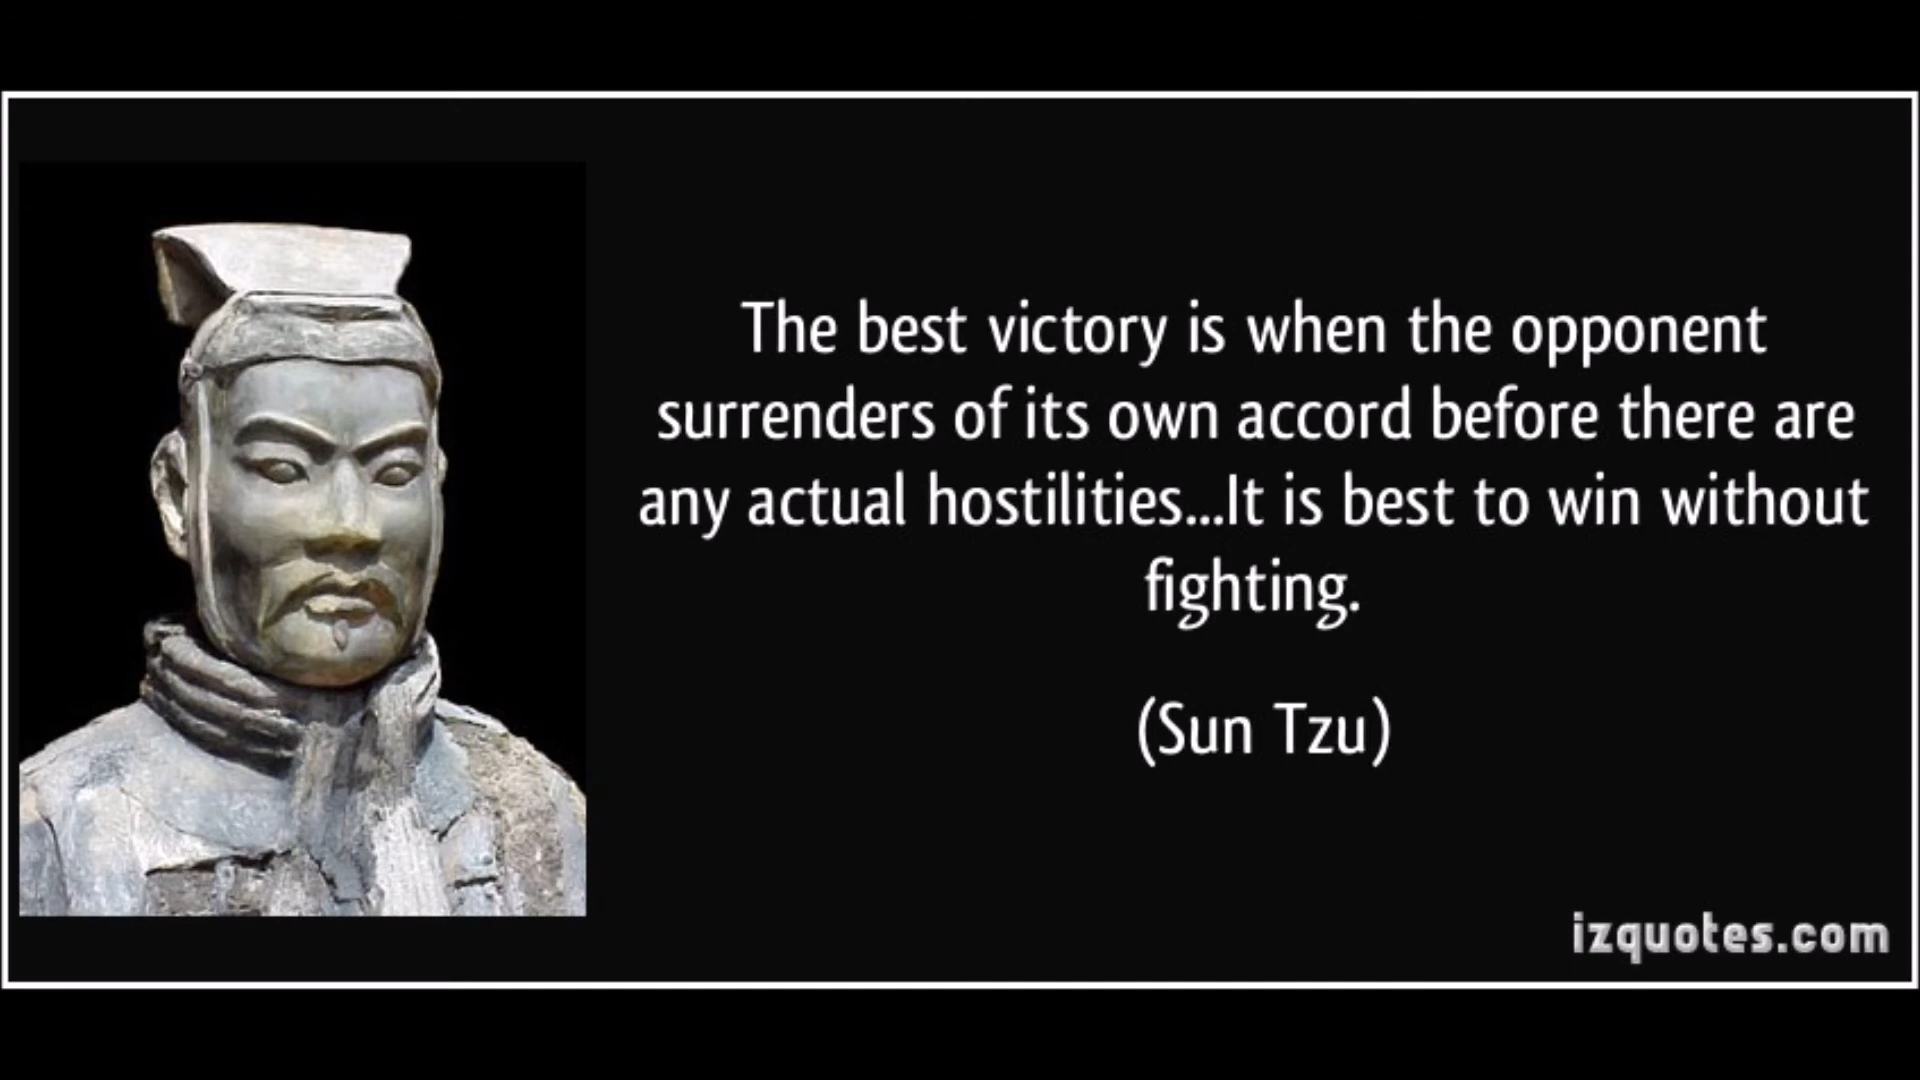 The best victory is when the opponent
surrenders of its own accord before there are
any actual hostilities...It is best to win without
fighting.
(Sun Tzu)
izquotes.com